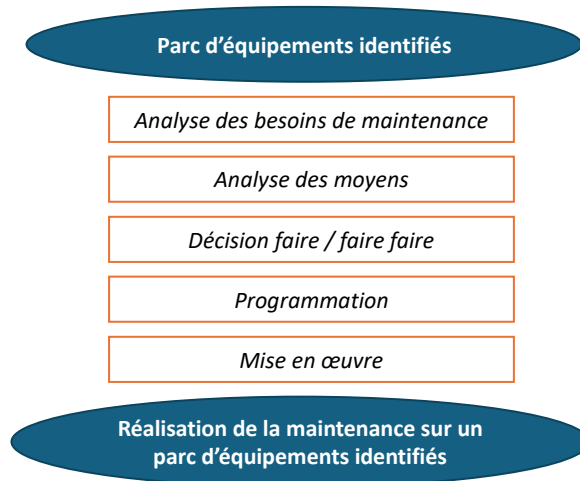 Parc d’équipements identifiés
Analyse des besoins de maintenance
Analyse des moyens
Décision faire / faire faire
Programmation
Mise en œuvre
Réalisation de la maintenance sur un
parc d’équipements identifiés